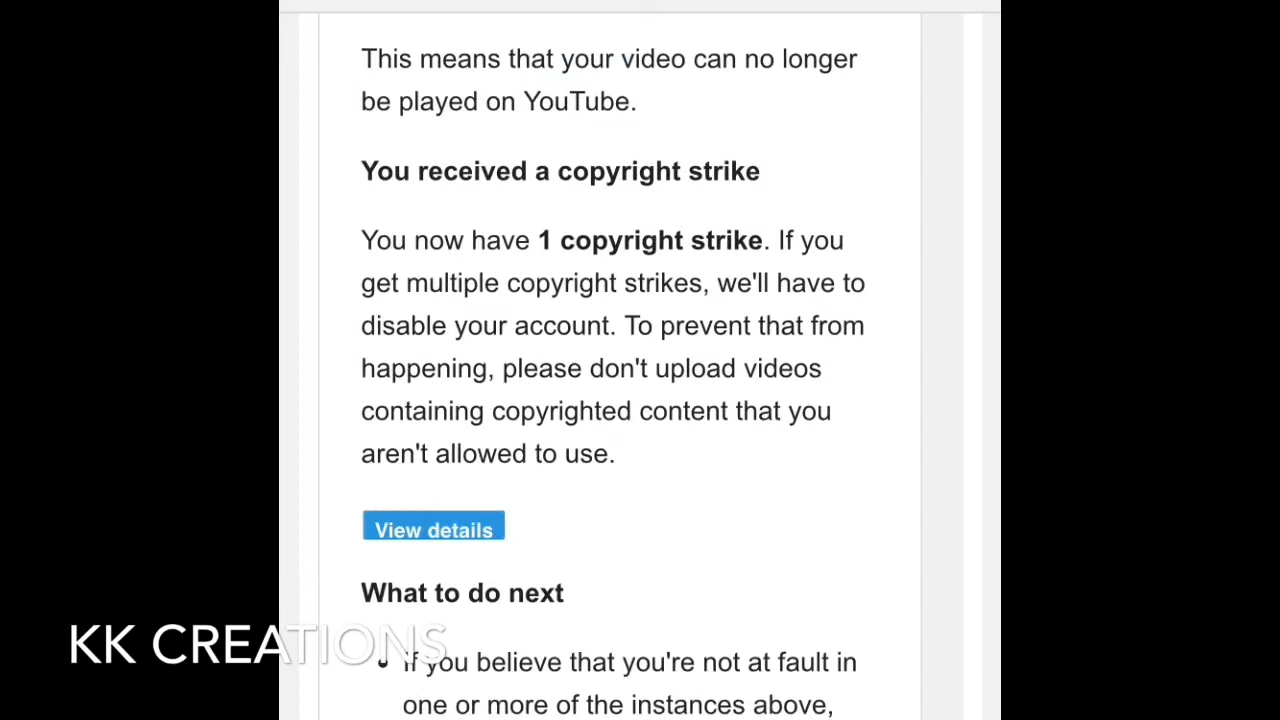 This means that your video can no longer
be played on YouTube.
You received a copyright strike
You now have 1 copyright strike. If you
get multiple copyright strikes, we'll have to
disable your account. To prevent that from
happening, please don't upload videos
containing copyrighted content that you
aren't allowed to use.
View details
What to do next
KK CREATIONS
• If you believe that you're not at fault in
one or more of the instances above,